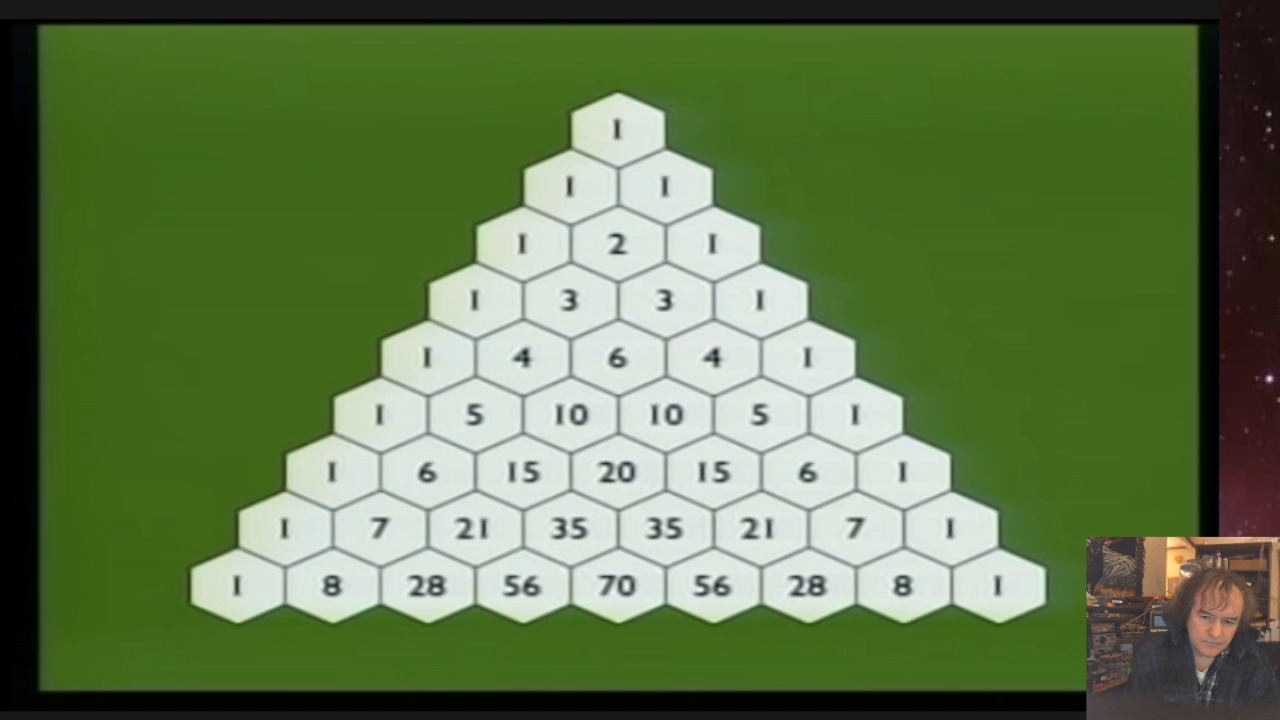 1
1 1
1 2 1
1 3 3 1
1 4 6 4 1
1 5 10 10 5 1
1 6 15 20 15 6 1
1 7 21 35 35 21 7 1
1 8 28 56 70 56 28 8 1